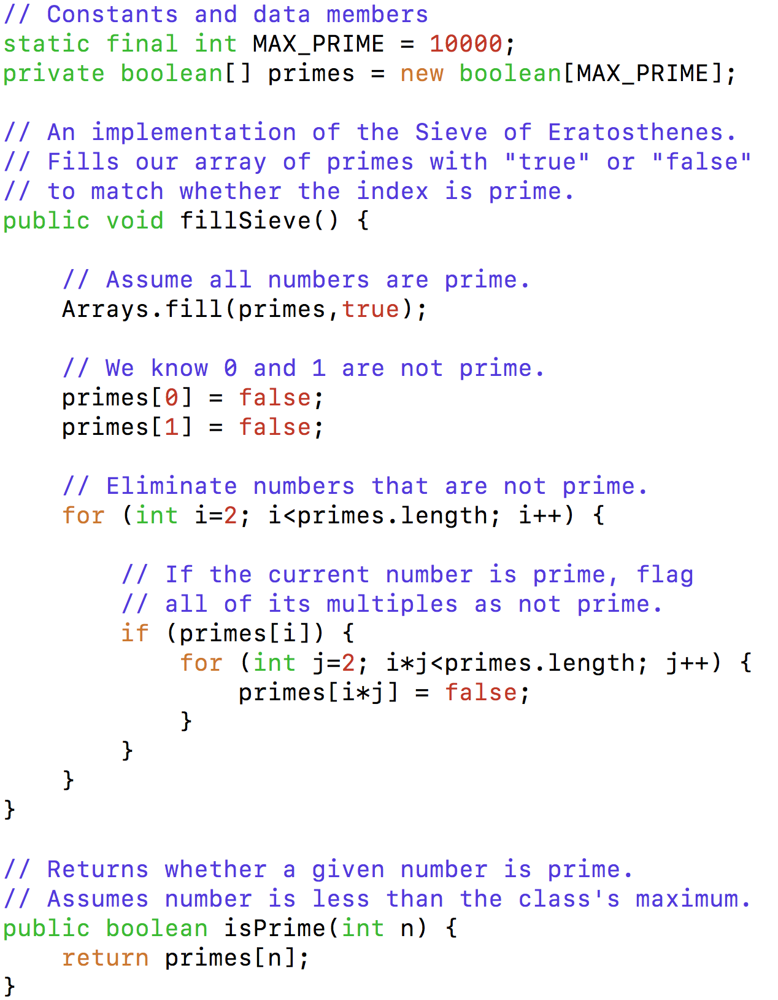 // Constants and data members
static final int MAX_PRIME = 10000;
private boolean[] primes = new boolean[MAX_PRIME];

// An implementation of the Sieve of Eratosthenes.
// Fills our array of primes with "true" or "false"
// to match whether the index is prime.
public void fillSieve() {

    // Assume all numbers are prime.
    Arrays.fill(primes,true);

    // We know 0 and 1 are not prime.
    primes[0] = false;
    primes[1] = false;

    // Eliminate numbers that are not prime.
    for (int i=2; i<primes.length; i++) {

        // If the current number is prime, flag
        // all of its multiples as not prime.
        if (primes[i]) {
            for (int j=2; i*j<primes.length; j++) {
                primes[i*j] = false;
            }
        }
    }
}

// Returns whether a given number is prime.
// Assumes number is less than the class's maximum.
public boolean isPrime(int n) {
    return primes[n];
}